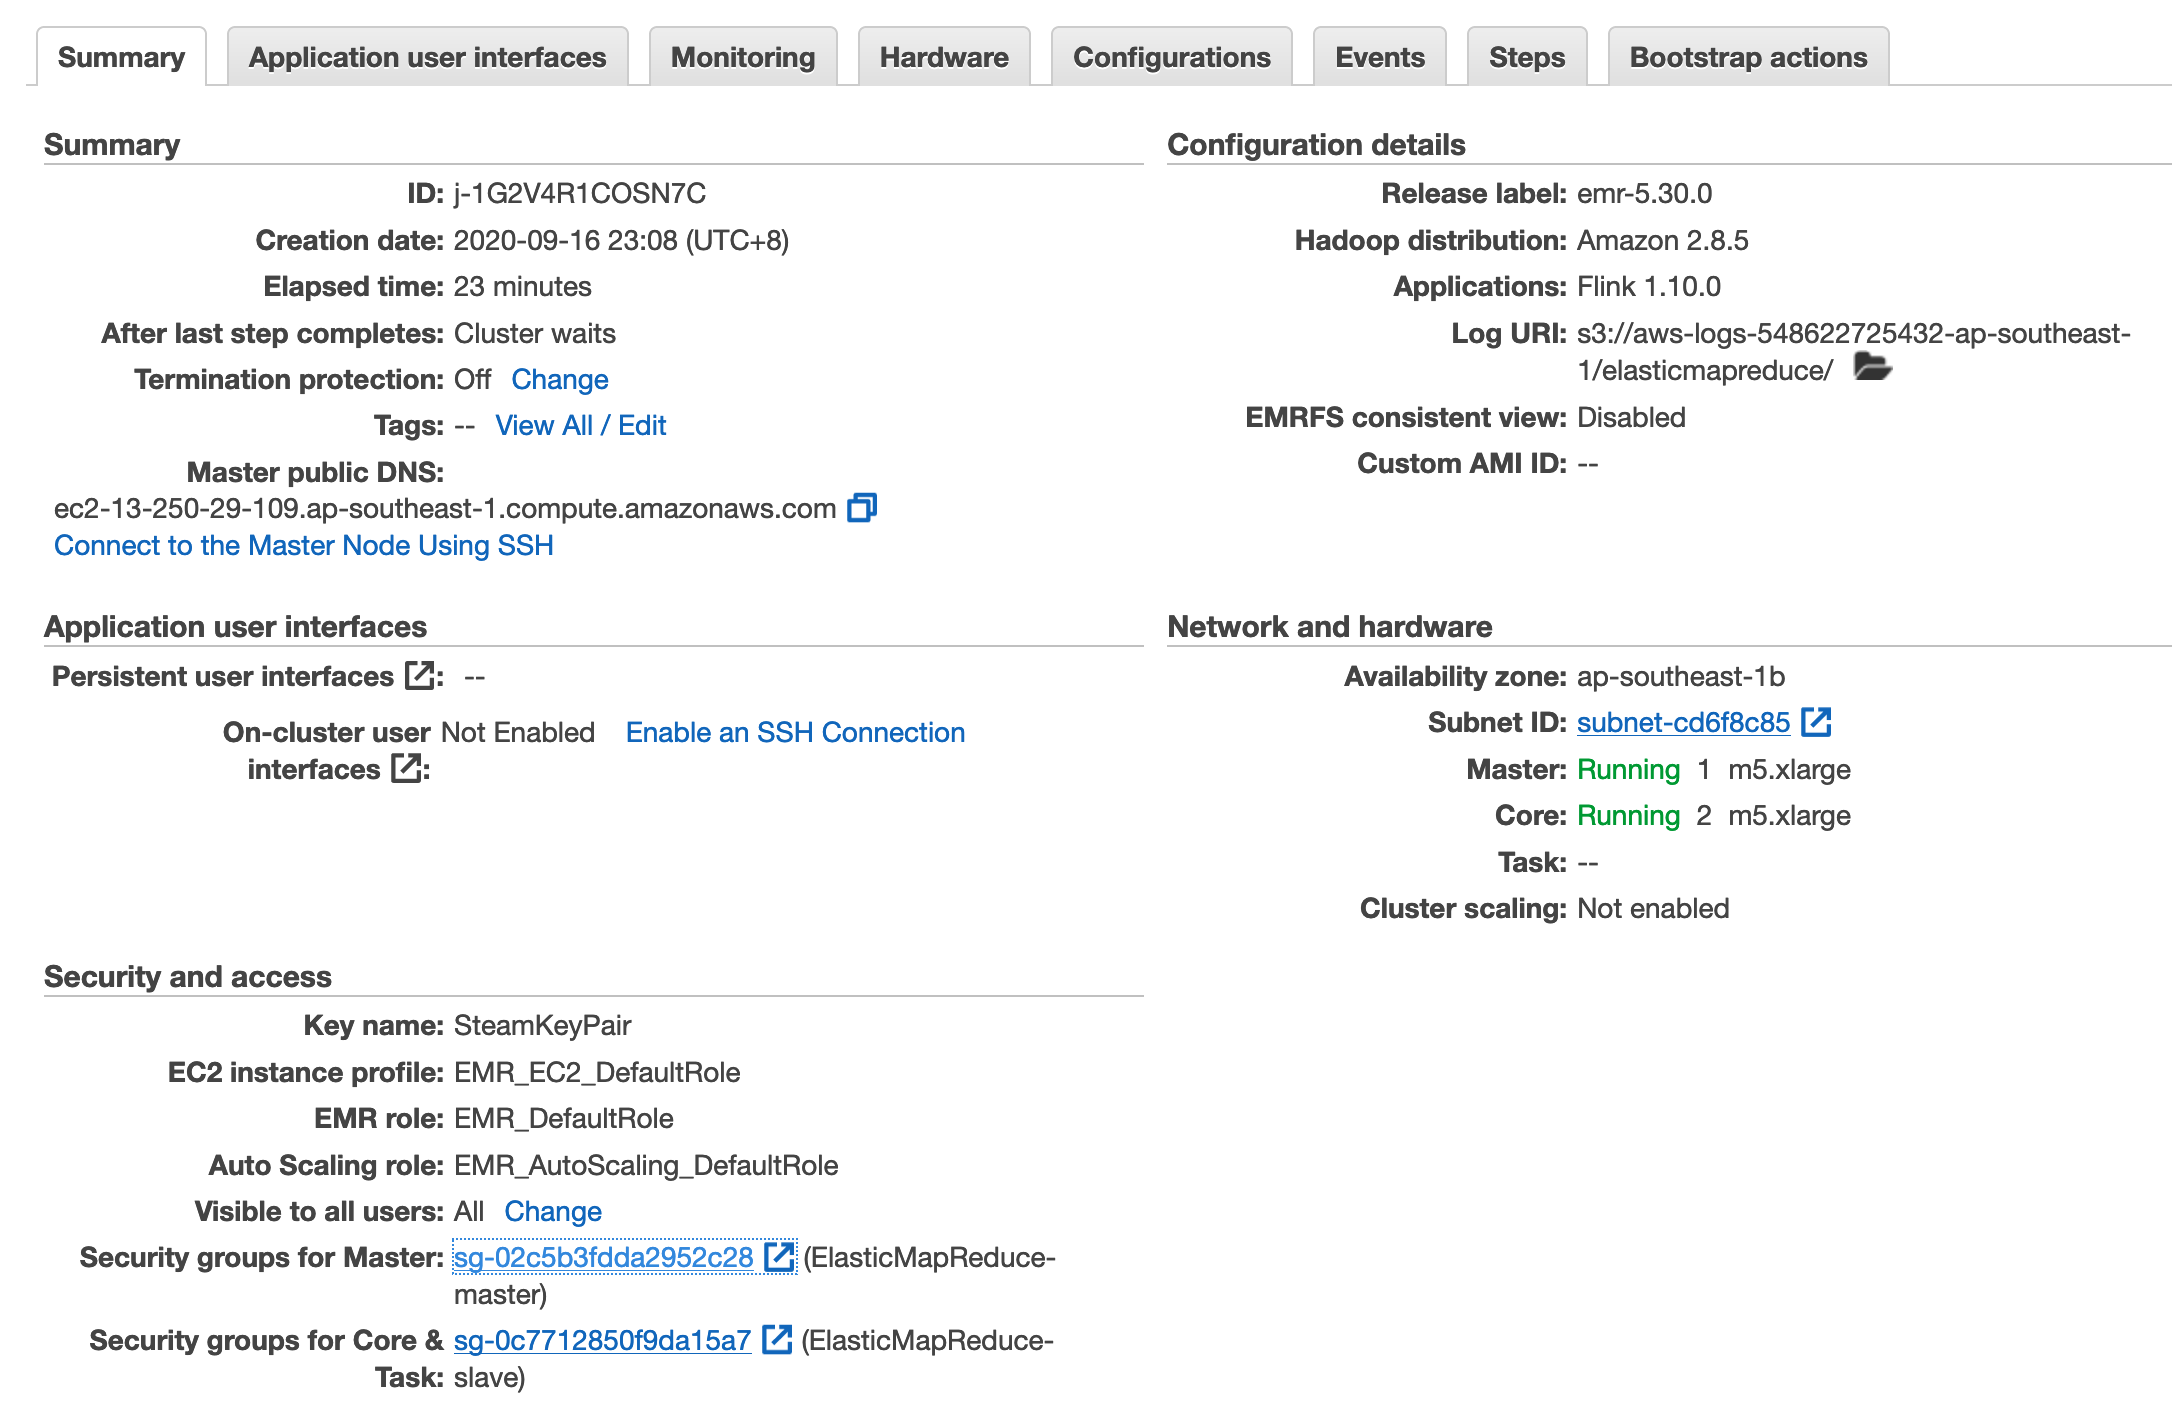 Summary
Application user interfaces
Monitoring
Hardware
Configurations
Events
Steps
Bootstrap actions
Summary
ID: j-1G2V4R1COSN7C
Creation date: 2020-09-16 23:08 (UTC+8)
Elapsed time: 23 minutes
After last step completes: Cluster waits
Termination protection: Off Change
Tags: -- View All / Edit
Master public DNS:
ec2-13-250-29-109.ap-southeast-1.compute.amazonaws.com
Connect to the Master Node Using SSH
Configuration details
Release label: emr-5.30.0
Hadoop distribution: Amazon 2.8.5
Applications: Flink 1.10.0
Log URI: s3://aws-logs-548622725432-ap-southeast-
1/elasticmapreduce/
EMRFS consistent view: Disabled
Custom AMI ID: --
Application user interfaces
Persistent user interfaces : --
On-cluster user Not Enabled Enable an SSH Connection
interfaces :
Network and hardware
Availability zone: ap-southeast-1b
Subnet ID: subnet-cd6f8c85
Master: Running 1 m5.xlarge
Core: Running 2 m5.xlarge
Task: --
Cluster scaling: Not enabled
Security and access
Key name: SteamKeyPair
EC2 instance profile: EMR_EC2_DefaultRole
EMR role: EMR_DefaultRole
Auto Scaling role: EMR_AutoScaling_DefaultRole
Visible to all users: All Change
Security groups for Master: sg-02c5b3fdda2952c28 (ElasticMapReduce-
master)
Security groups for Core & sg-0c7712850f9da15a7 (ElasticMapReduce-
Task: slave)